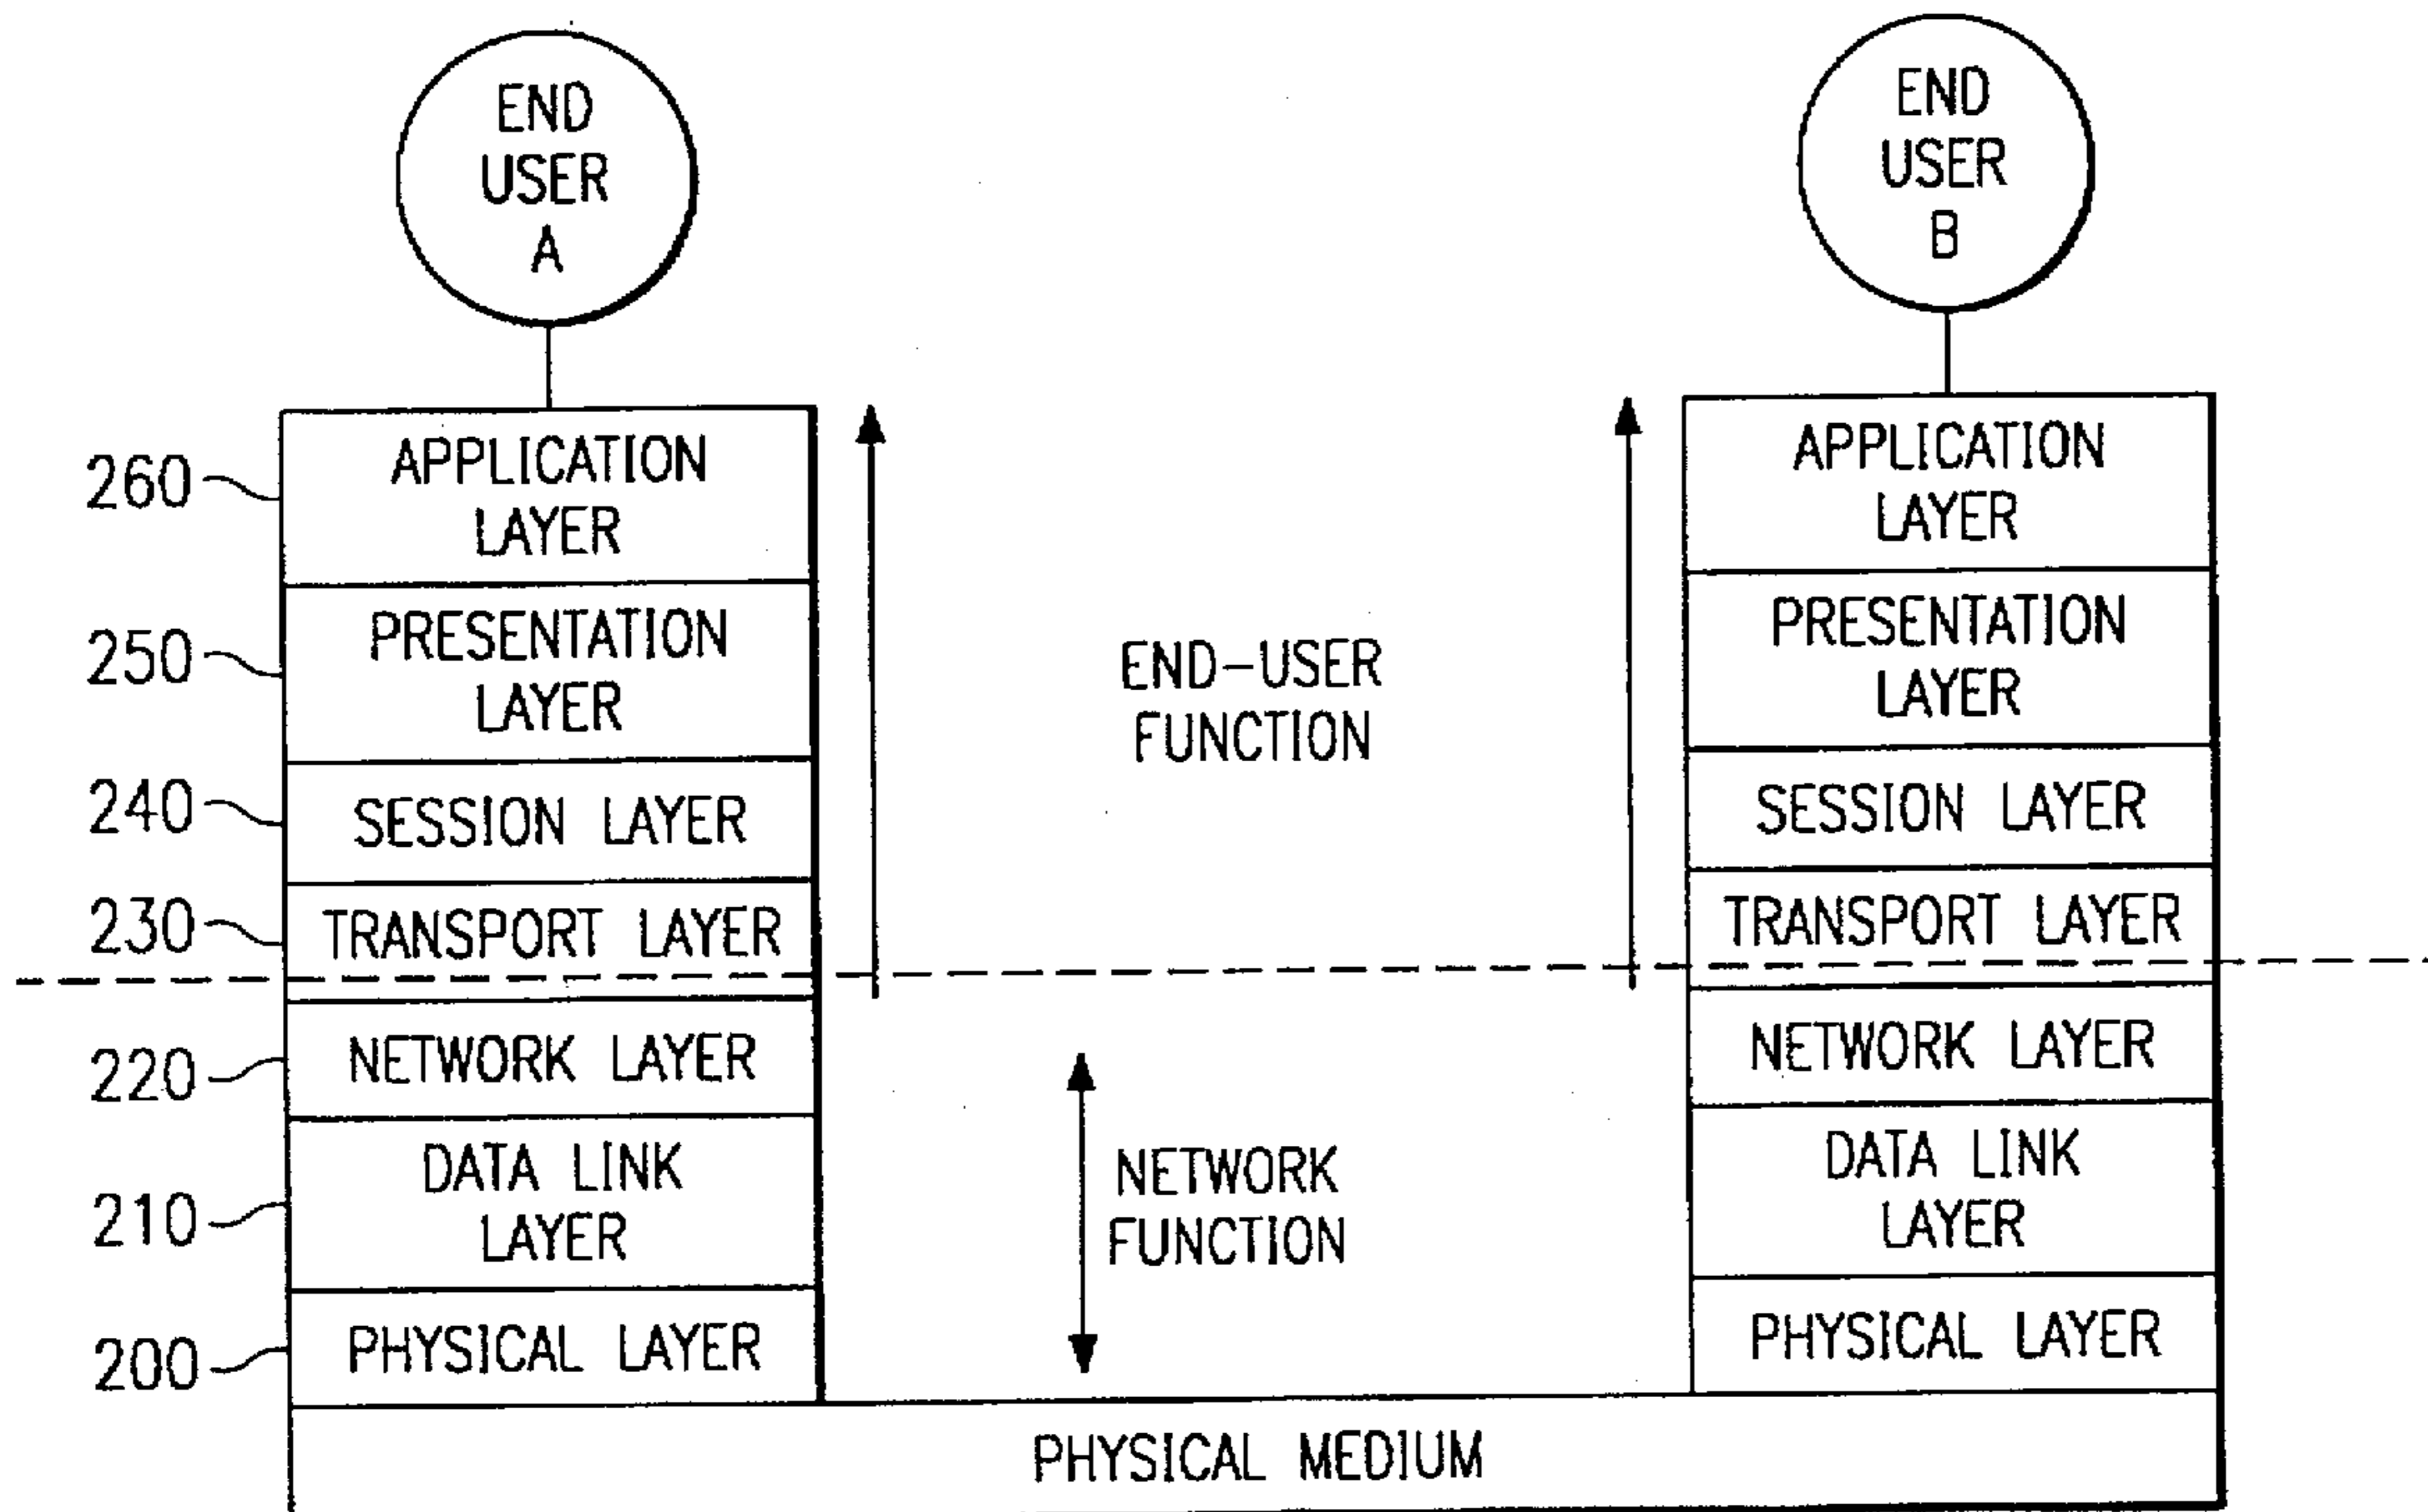 END
USER
A
END
USER
B
260
APPLICATION
LAYER
250
PRESENTATION
LAYER
240
SESSION LAYER
230
TRANSPORT LAYER
220
NETWORK LAYER
210
DATA LINK
LAYER
200
PHYSICAL LAYER
END-USER
FUNCTION
NETWORK
FUNCTION
APPLICATION
LAYER
PRESENTATION
LAYER
SESSION LAYER
TRANSPORT LAYER
NETWORK LAYER
DATA LINK
LAYER
PHYSICAL LAYER
PHYSICAL MEDIUM